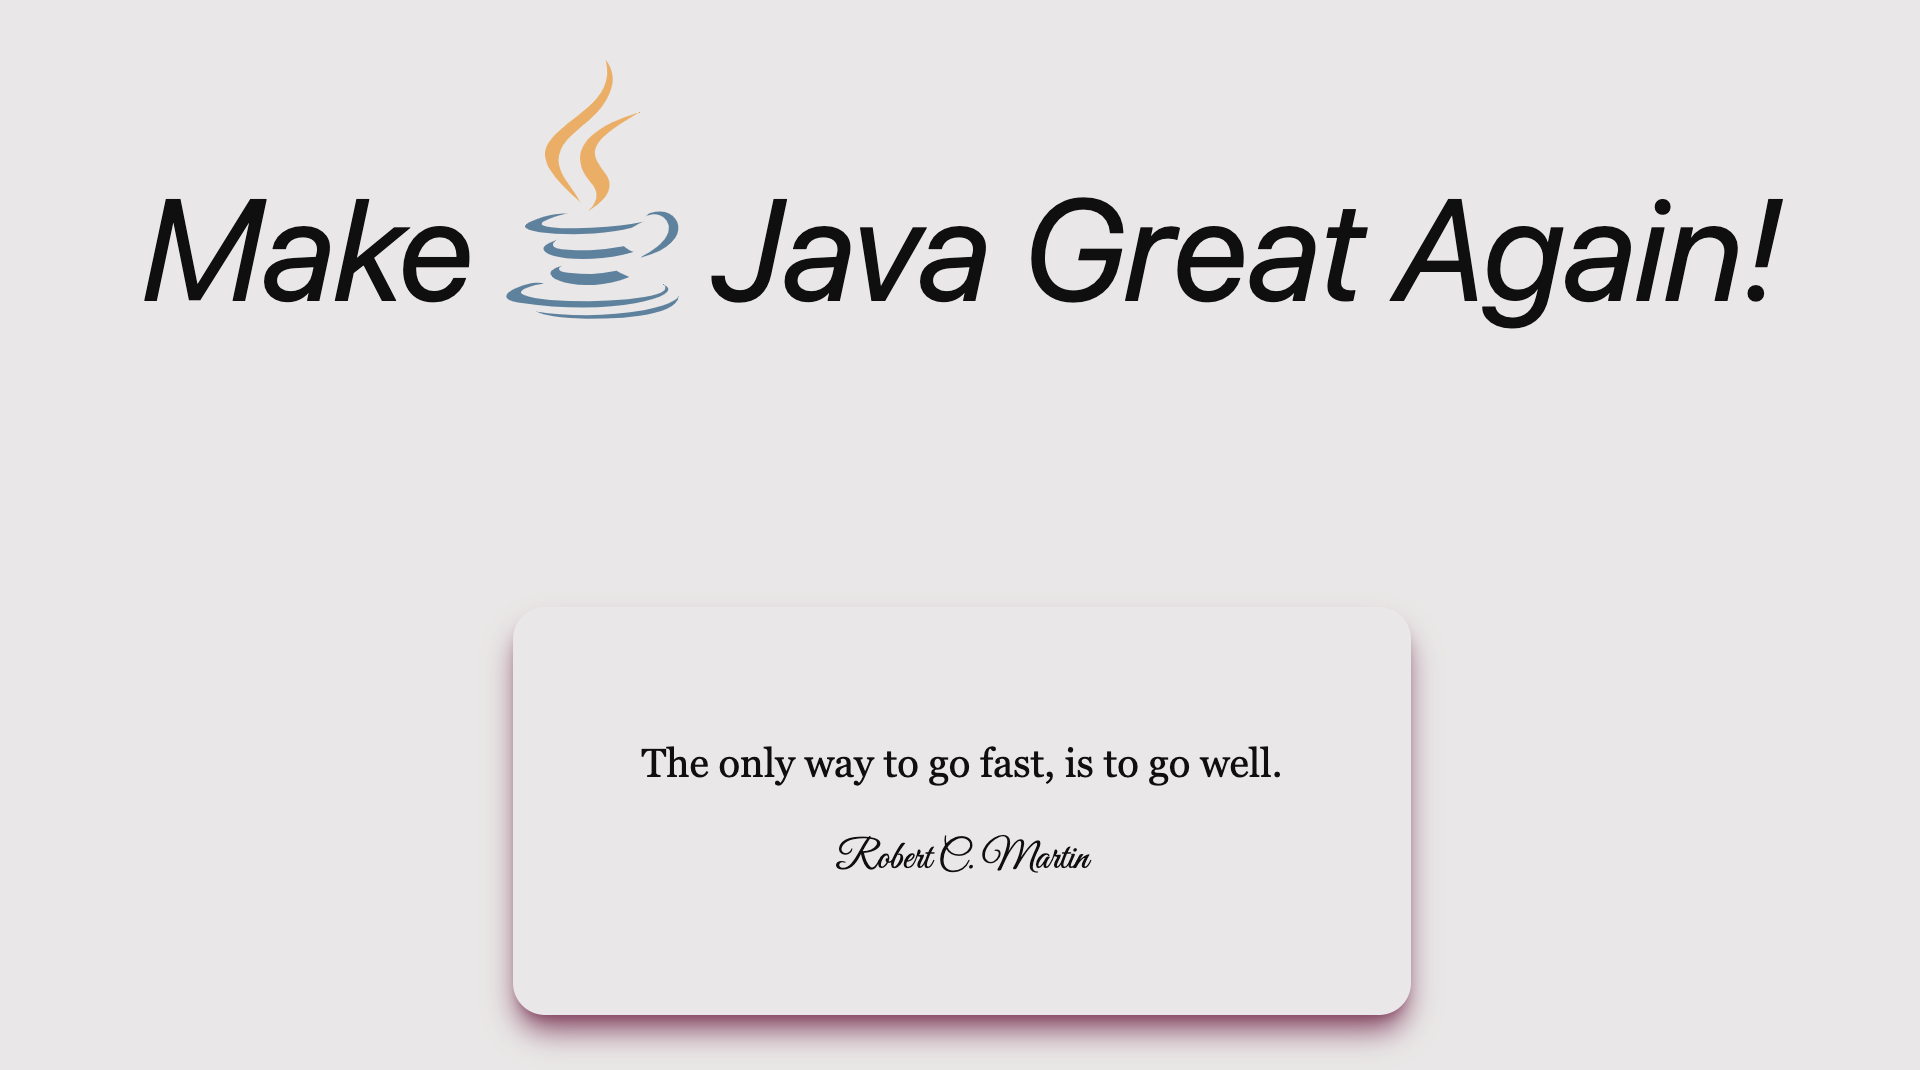 Make Java Great Again!
The only way to go fast, is to go well.
Robert C. Martin